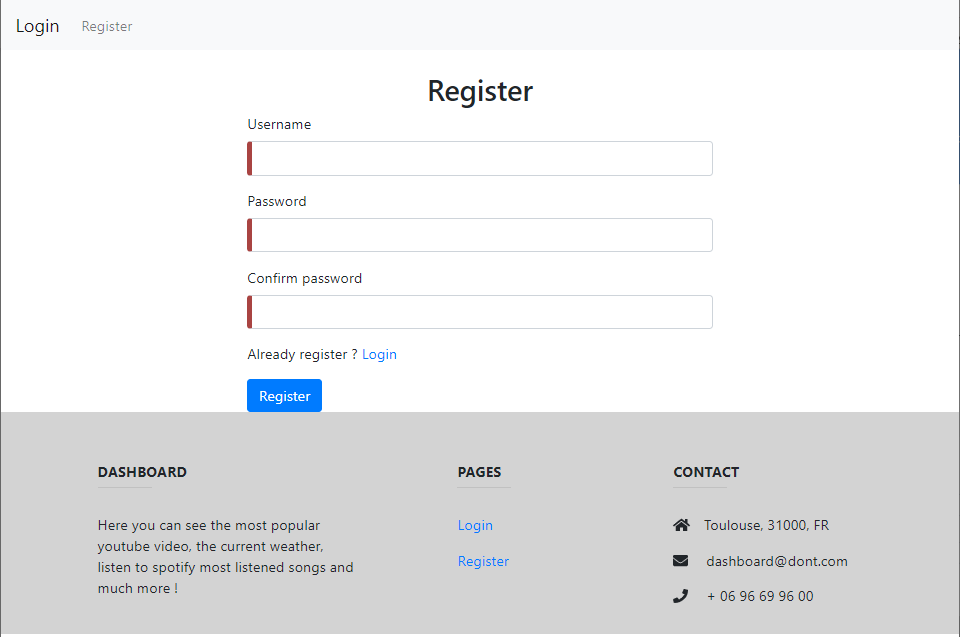 Login Register
Register
Username
Password
Confirm password
Already register ? Login
Register
DASHBOARD
Here you can see the most popular
youtube video, the current weather,
listen to spotify most listened songs and
much more !
PAGES
Login
Register
CONTACT
Toulouse, 31000, FR
dashboard@dont.com
+ 06 96 69 96 00